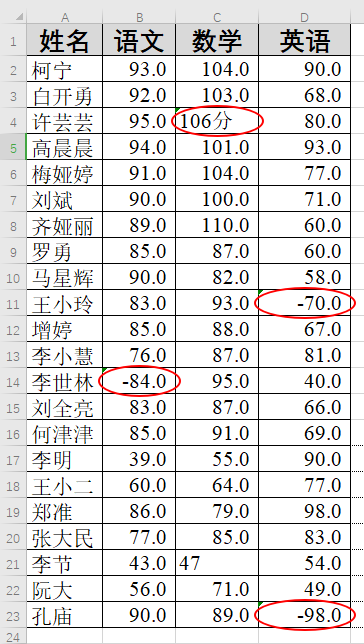 A B C D
1 姓名 语文 数学 英语
2 柯宁 93.0 104.0 90.0
3 白开勇 92.0 103.0 68.0
4 许芸芸 95.0 106分 80.0
5 高晨晨 94.0 101.0 93.0
6 梅娅婷 91.0 104.0 77.0
7 刘斌 90.0 100.0 71.0
8 齐娅丽 89.0 110.0 60.0
9 罗勇 85.0 87.0 60.0
10 马星辉 90.0 82.0 58.0
11 王小玲 83.0 93.0 -70.0
12 增婷 85.0 88.0 67.0
13 李小慧 76.0 87.0 81.0
14 李世林 -84.0 95.0 40.0
15 刘全亮 83.0 87.0 66.0
16 何津津 85.0 91.0 69.0
17 李明 39.0 55.0 90.0
18 王小二 60.0 64.0 77.0
19 郑准 86.0 79.0 98.0
20 张大民 77.0 85.0 83.0
21 李节 43.0 47 54.0
22 阮大 56.0 71.0 49.0
23 孔庙 90.0 89.0 -98.0
24